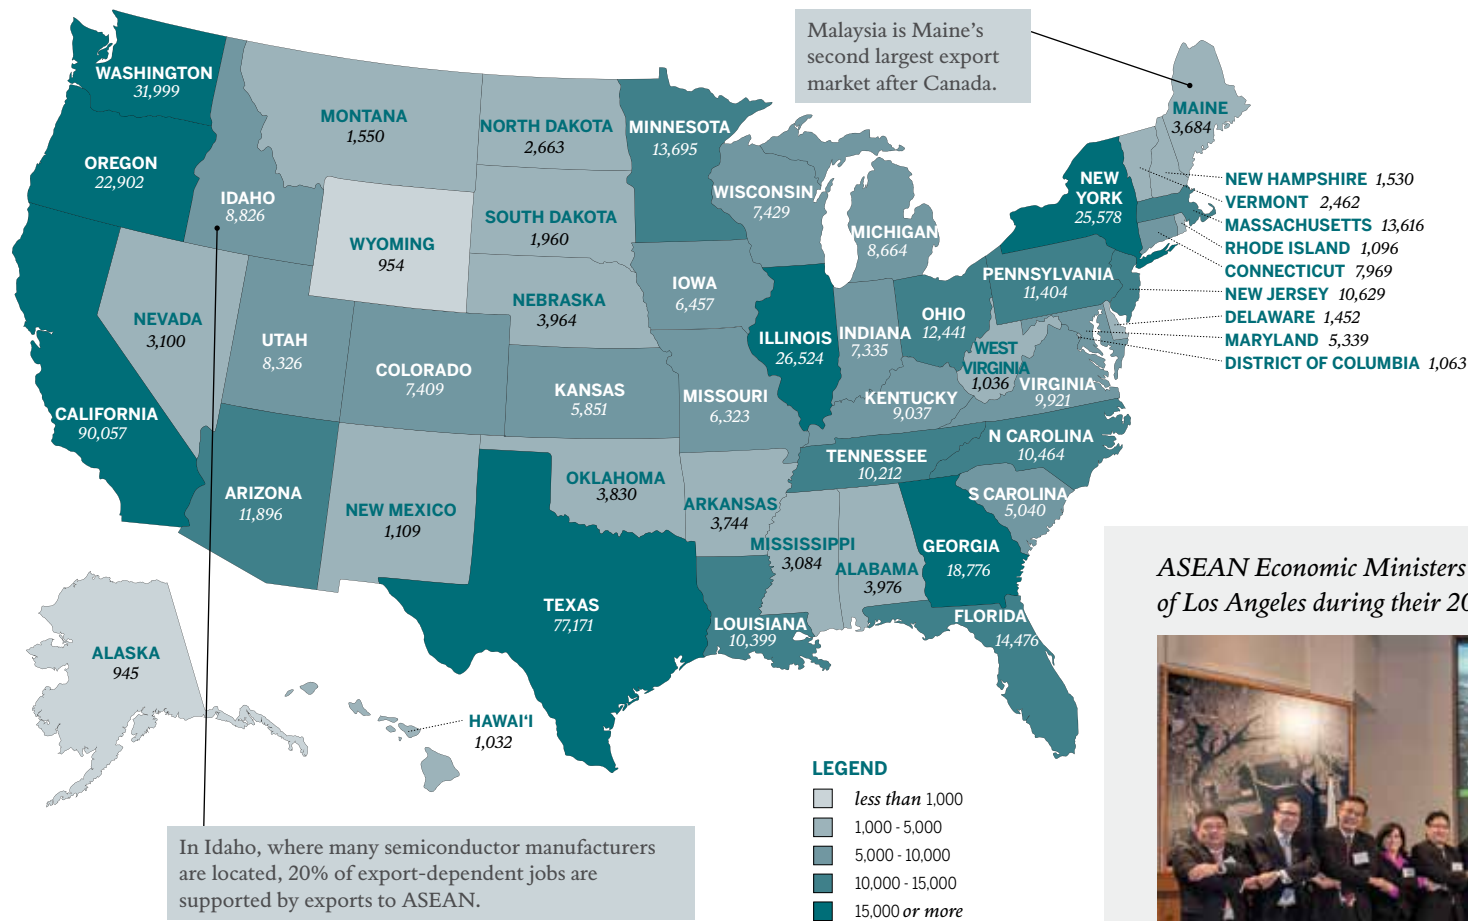 Malaysia is Maine's
second largest export
market after Canada.
WASHINGTON
31,999
OREGON
22,902
IDAHO
8,826
MONTANA
1,550
NORTH DAKOTA
2,663
MINNESOTA
13,695
WISCONSIN
7,429
MICHIGAN
8,664
NEW
YORK
25,578
MAINE
3,684
NEW HAMPSHIRE 1,530
VERMONT 2,462
MASSACHUSETTS 13,616
RHODE ISLAND 1,096
CONNECTICUT 7,969
NEW JERSEY 10,629
DELAWARE 1,452
MARYLAND 5,339
DISTRICT OF COLUMBIA 1,063
WYOMING
954
SOUTH DAKOTA
1,960
NEBRASKA
3,964
IOWA
6,457
ILLINOIS
26,524
INDIANA
7,335
OHIO
12,441
PENNSYLVANIA
11,404
WEST
VIRGINIA
1,036
VIRGINIA
9,921
KENTUCKY
9,037
NEVADA
3,100
UTAH
8,326
COLORADO
7,409
KANSAS
5,851
MISSOURI
6,323
CALIFORNIA
90,057
ARIZONA
11,896
NEW MEXICO
1,109
OKLAHOMA
3,830
ARKANSAS
3,744
TENNESSEE
10,212
N CAROLINA
10,464
S CAROLINA
5,040
MISSISSIPPI
3,084
ALABAMA
3,976
GEORGIA
18,776
TEXAS
77,171
LOUISIANA
10,399
FLORIDA
14,476
ALASKA
945
HAWAI'I
1,032
In Idaho, where many semiconductor manufacturers
are located, 20% of export-dependent jobs are
supported by exports to ASEAN.
LEGEND
less than 1,000
1,000 - 5,000
5,000 - 10,000
10,000 - 15,000
15,000 or more
ASEAN Economic Ministers
of Los Angeles during their 20